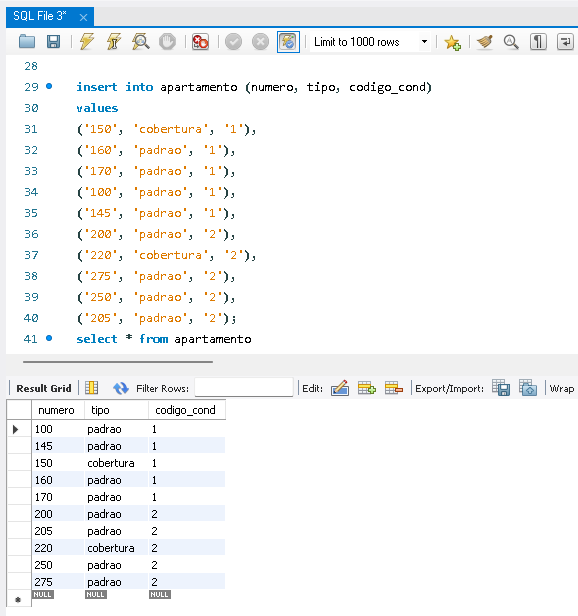 SQL File 3*
Limit to 1000 rows
28
29 insert into apartamento (numero, tipo, codigo_cond)
30 values
31 ('150', 'cobertura', '1'),
32 ('160', 'padrao', '1'),
33 ('170', 'padrao', '1'),
34 ('100', 'padrao', '1'),
35 ('145', 'padrao', '1'),
36 ('200', 'padrao', '2'),
37 ('220', 'cobertura', '2'),
38 ('275', 'padrao', '2'),
39 ('250', 'padrao', '2'),
40 ('205', 'padrao', '2');
41 select * from apartamento
Result Grid Filter Rows: Edit: Export/Import: Wrap
numero tipo codigo_cond
100 padrao 1
145 padrao 1
150 cobertura 1
160 padrao 1
170 padrao 1
200 padrao 2
205 padrao 2
220 cobertura 2
250 padrao 2
275 padrao 2
NULL NULL NULL